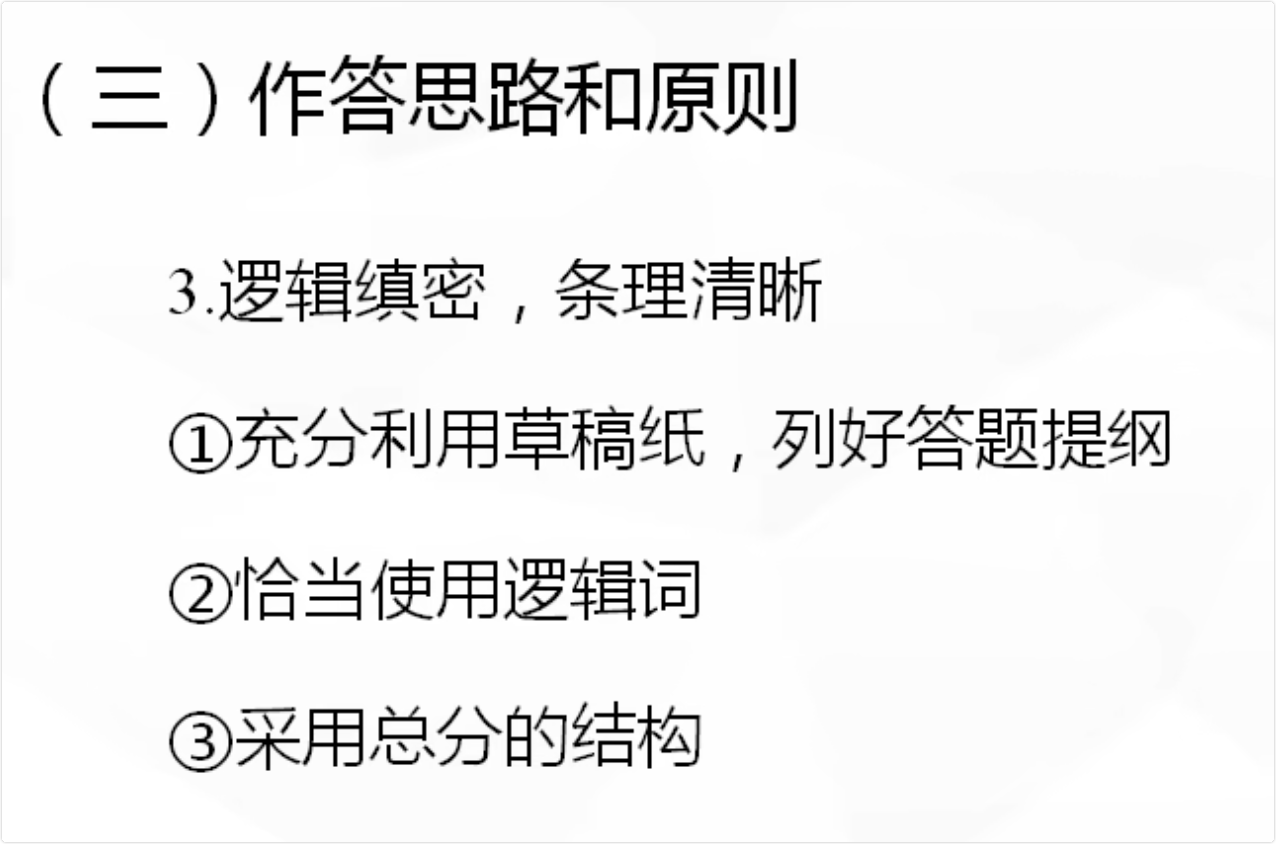 （三）作答思路和原则
3.逻辑缜密，条理清晰
①充分利用草稿纸，列好答题提纲
②恰当使用逻辑词
③采用总分的结构